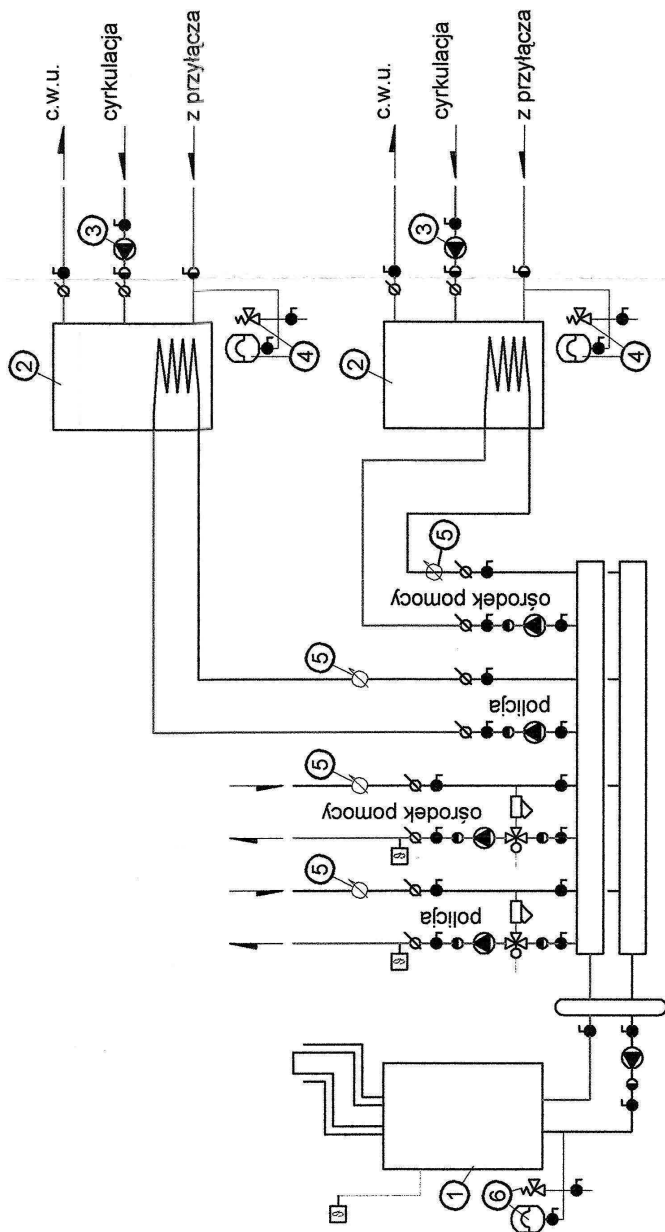 c.w.u.
cyrkulacja
z przyłącza
3
2
4
c.w.u.
cyrkulacja
z przyłącza
3
2
4
5
ośrodek pomocy
5
policja
5
ośrodek pomocy
5
policja
ϑ
ϑ
ϑ
1
6